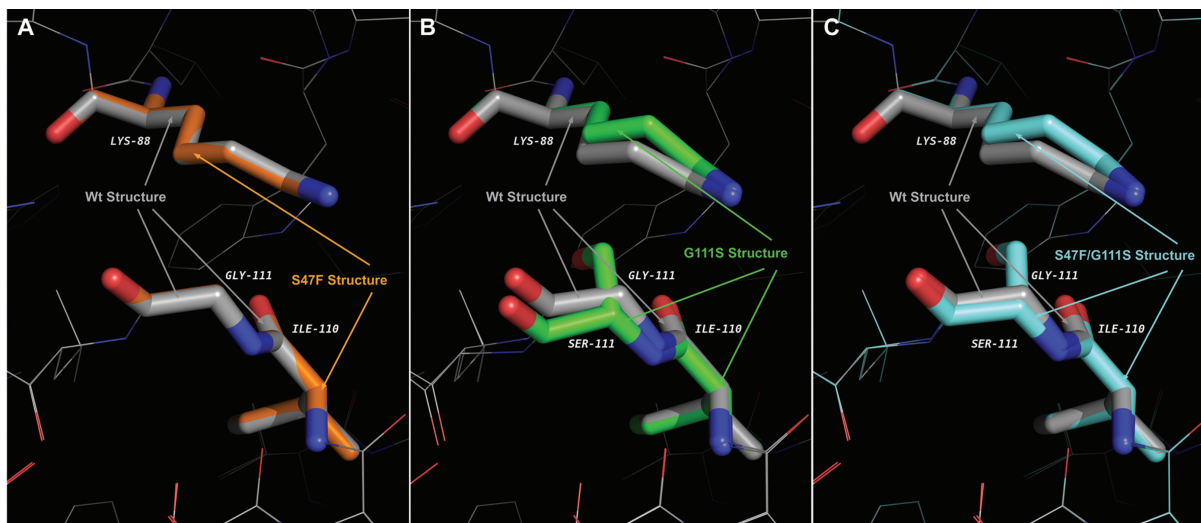 A
LYS-88
Wt Structure
S47F Structure
GLY-111
ILE-110
B
LYS-88
Wt Structure
G111S Structure
GLY-111
ILE-110
SER-111
C
LYS-88
Wt Structure
S47F/G111S Structure
GLY-111
ILE-110
SER-111